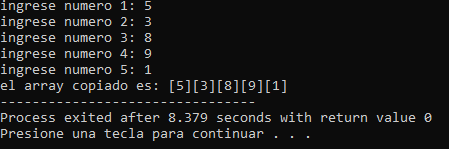 ingrese numero 1: 5
ingrese numero 2: 3
ingrese numero 3: 8
ingrese numero 4: 9
ingrese numero 5: 1
el array copiado es: [5][3][8][9][1]
--------------------------------
Process exited after 8.379 seconds with return value 0
Presione una tecla para continuar . . .